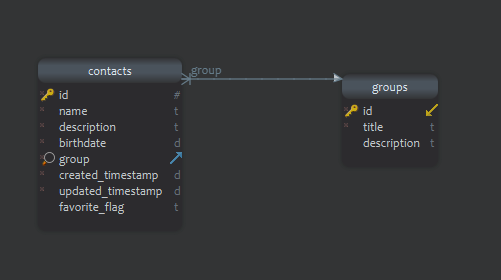 contacts
id #
name t
description t
birthdate d
group
created_timestamp d
updated_timestamp d
favorite_flag t
group
groups
id
title t
description t